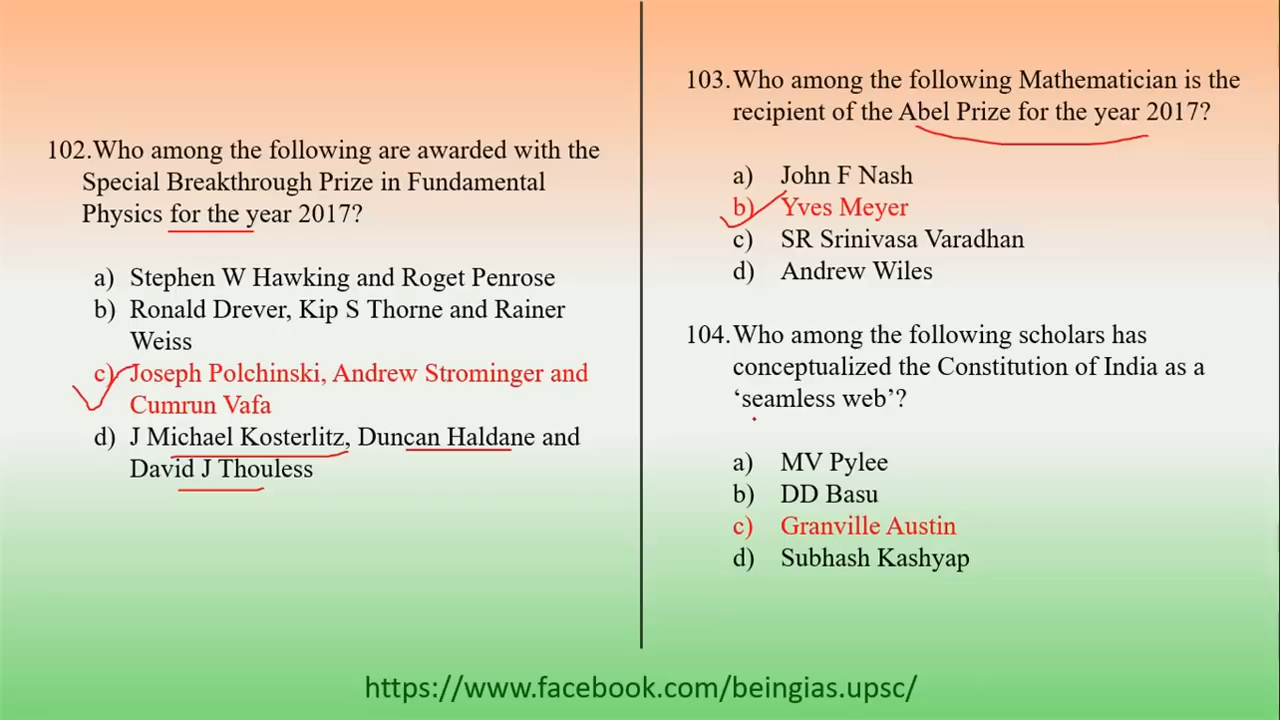 102.Who among the following are awarded with the
Special Breakthrough Prize in Fundamental
Physics for the year 2017?
a) Stephen W Hawking and Roget Penrose
b) Ronald Drever, Kip S Thorne and Rainer
Weiss
c) Joseph Polchinski, Andrew Strominger and
Cumrun Vafa
d) J Michael Kosterlitz, Duncan Haldane and
David J Thouless
103.Who among the following Mathematician is the
recipient of the Abel Prize for the year 2017?
a) John F Nash
b) Yves Meyer
c) SR Srinivasa Varadhan
d) Andrew Wiles
104.Who among the following scholars has
conceptualized the Constitution of India as a
‘seamless web’?
a) MV Pylee
b) DD Basu
c) Granville Austin
d) Subhash Kashyap
https://www.facebook.com/beingias.upsc/